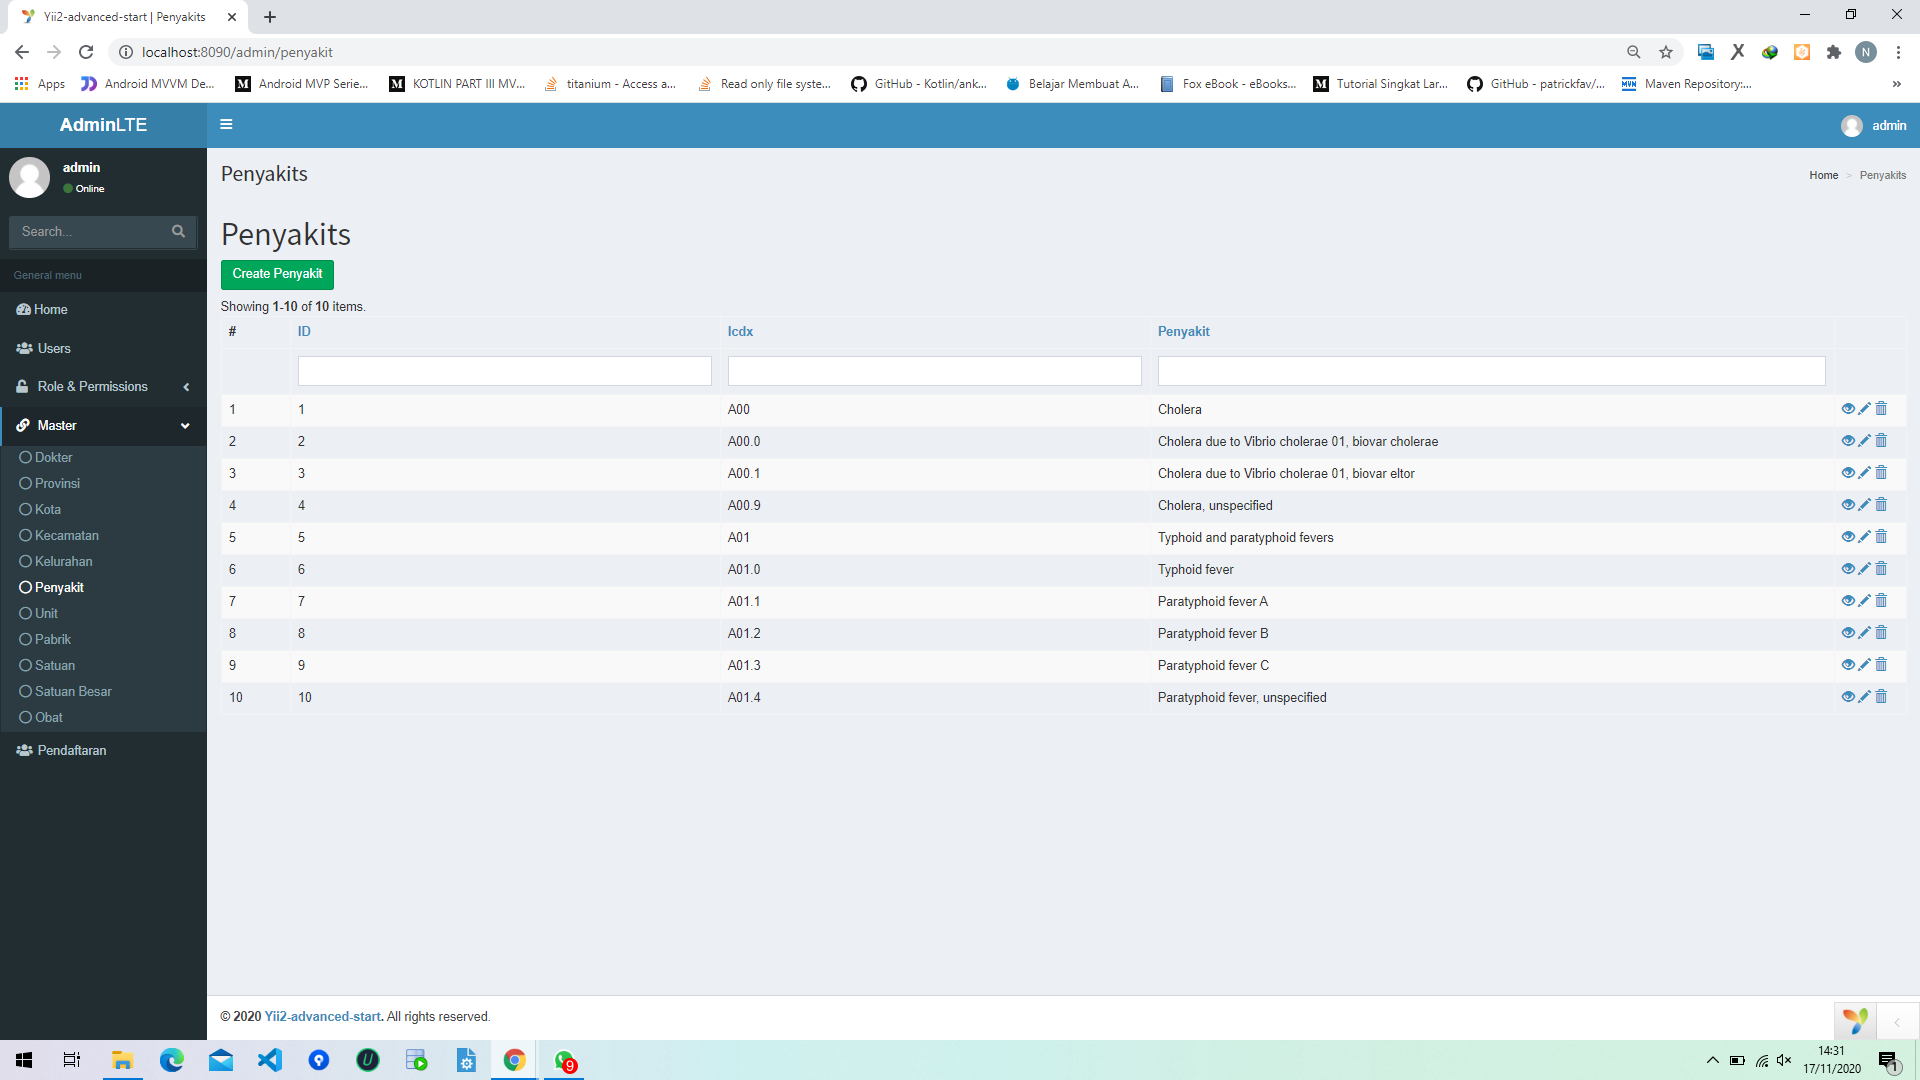 Yii2-advanced-start | Penyakits
localhost:8090/admin/penyakit
N
Apps
Android MVVM De...
Android MVP Serie...
KOTLIN PART III MV...
titanium - Access a...
Read only file syste...
GitHub - Kotlin/ank...
Belajar Membuat A...
Fox eBook - eBooks...
Tutorial Singkat Lar...
GitHub - patrickfav/...
Maven Repository:...
AdminLTE
admin
admin
Online
Search...
General menu
Home
Users
Role & Permissions
Master
Dokter
Provinsi
Kota
Kecamatan
Kelurahan
Penyakit
Unit
Pabrik
Satuan
Satuan Besar
Obat
Pendaftaran
Penyakits
Home > Penyakits
Penyakits
Create Penyakit
Showing 1-10 of 10 items.
# ID Icdx Penyakit
1 1 A00 Cholera
2 2 A00.0 Cholera due to Vibrio cholerae 01, biovar cholerae
3 3 A00.1 Cholera due to Vibrio cholerae 01, biovar eltor
4 4 A00.9 Cholera, unspecified
5 5 A01 Typhoid and paratyphoid fevers
6 6 A01.0 Typhoid fever
7 7 A01.1 Paratyphoid fever A
8 8 A01.2 Paratyphoid fever B
9 9 A01.3 Paratyphoid fever C
10 10 A01.4 Paratyphoid fever, unspecified
© 2020 Yii2-advanced-start. All rights reserved.
9
14:31
17/11/2020
1